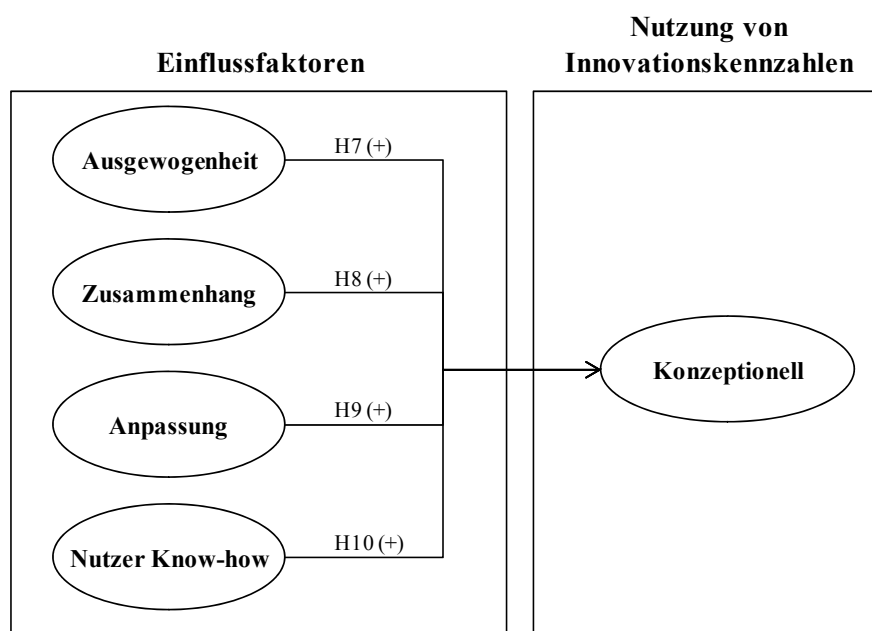 Einflussfaktoren
Nutzung von
Innovationskennzahlen
Ausgewogenheit
H7 (+)
Zusammenhang
H8 (+)
Anpassung
H9 (+)
Nutzer Know-how
H10 (+)
Konzeptionell